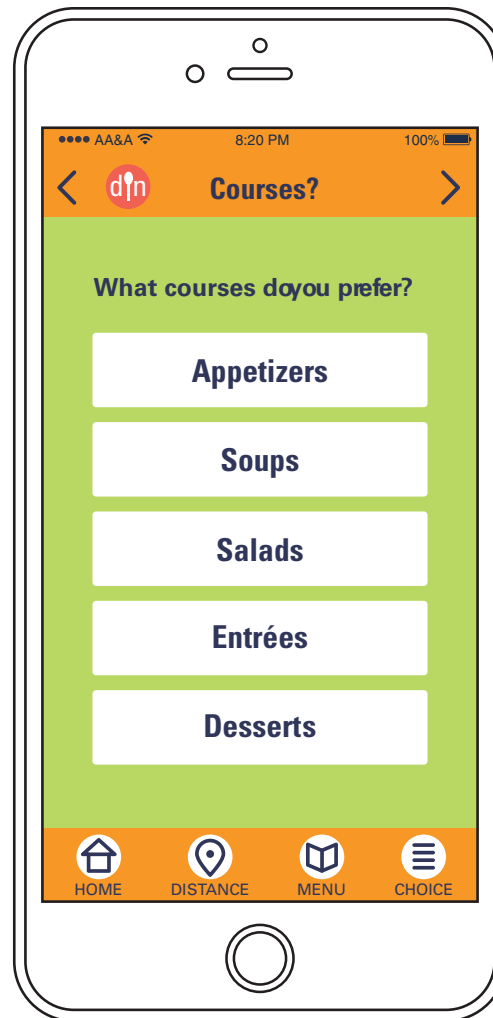 AA&A 8:20 PM 100%
din Courses?
What courses doyou prefer?
Appetizers
Soups
Salads
Entrées
Desserts
HOME DISTANCE MENU CHOICE